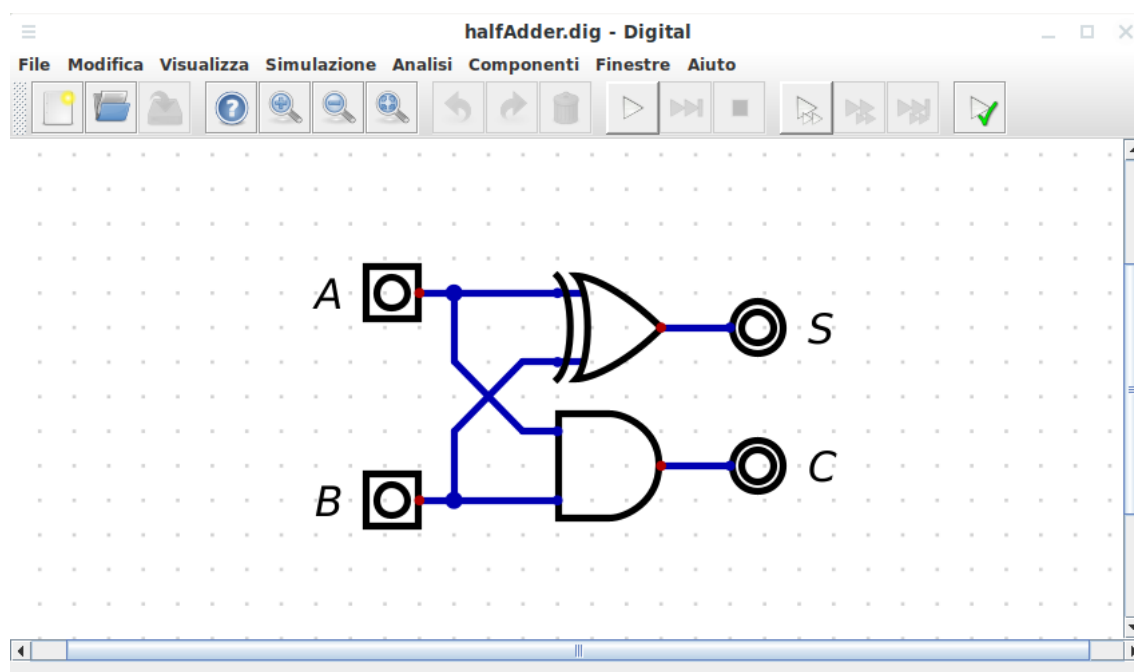 halfAdder.dig - Digital
File Modifica Visualizza Simulazione Analisi Componenti Finestre Aiuto
A
S
B
C